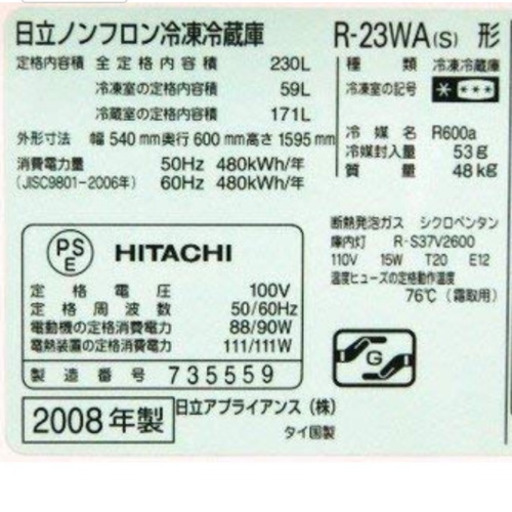 日立ノンフロン冷凍冷蔵庫
R-23WA(S) 形
定格内容積 全定格内容積 230L
冷凍室の定格内容積 59L
冷蔵室の定格内容積 171L
外形寸法 幅 540 mm奥行 600 mm高さ 1595 mm
消費電力量 50Hz 480kWh/年
(JISC9801-2006年) 60Hz 480kWh/年
種類 冷凍冷蔵庫
冷凍室の記号
冷媒名 R600a
冷媒封入量 53g
質量 48kg
断熱発泡ガス シクロペンタン
庫内灯 R-S37V2600
110V 15W T20 E12
温度ヒューズの定格動作温度
76℃(霜取用)
PS
E
HITACHI
定格電圧 100V
定格周波数 50/60Hz
電動機の定格消費電力 88/90W
電熱装置の定格消費電力 111/111W
製造番号 735559
G
2008年製
日立アプライアンス(株)
タイ国製